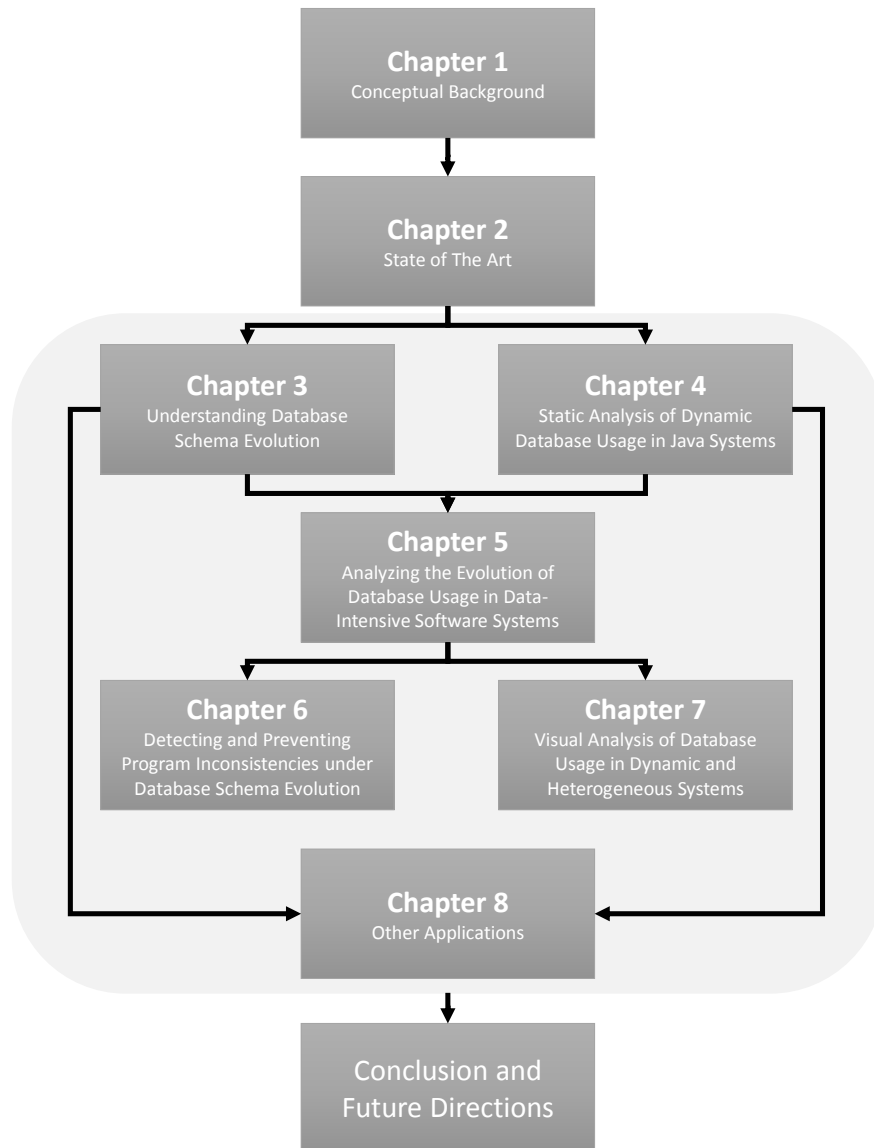 Chapter 1
Conceptual Background
Chapter 2
State of The Art
Chapter 3
Understanding Database
Schema Evolution
Chapter 4
Static Analysis of Dynamic
Database Usage in Java Systems
Chapter 5
Analyzing the Evolution of
Database Usage in Data-
Intensive Software Systems
Chapter 6
Detecting and Preventing
Program Inconsistencies under
Database Schema Evolution
Chapter 7
Visual Analysis of Database
Usage in Dynamic and
Heterogeneous Systems
Chapter 8
Other Applications
Conclusion and
Future Directions